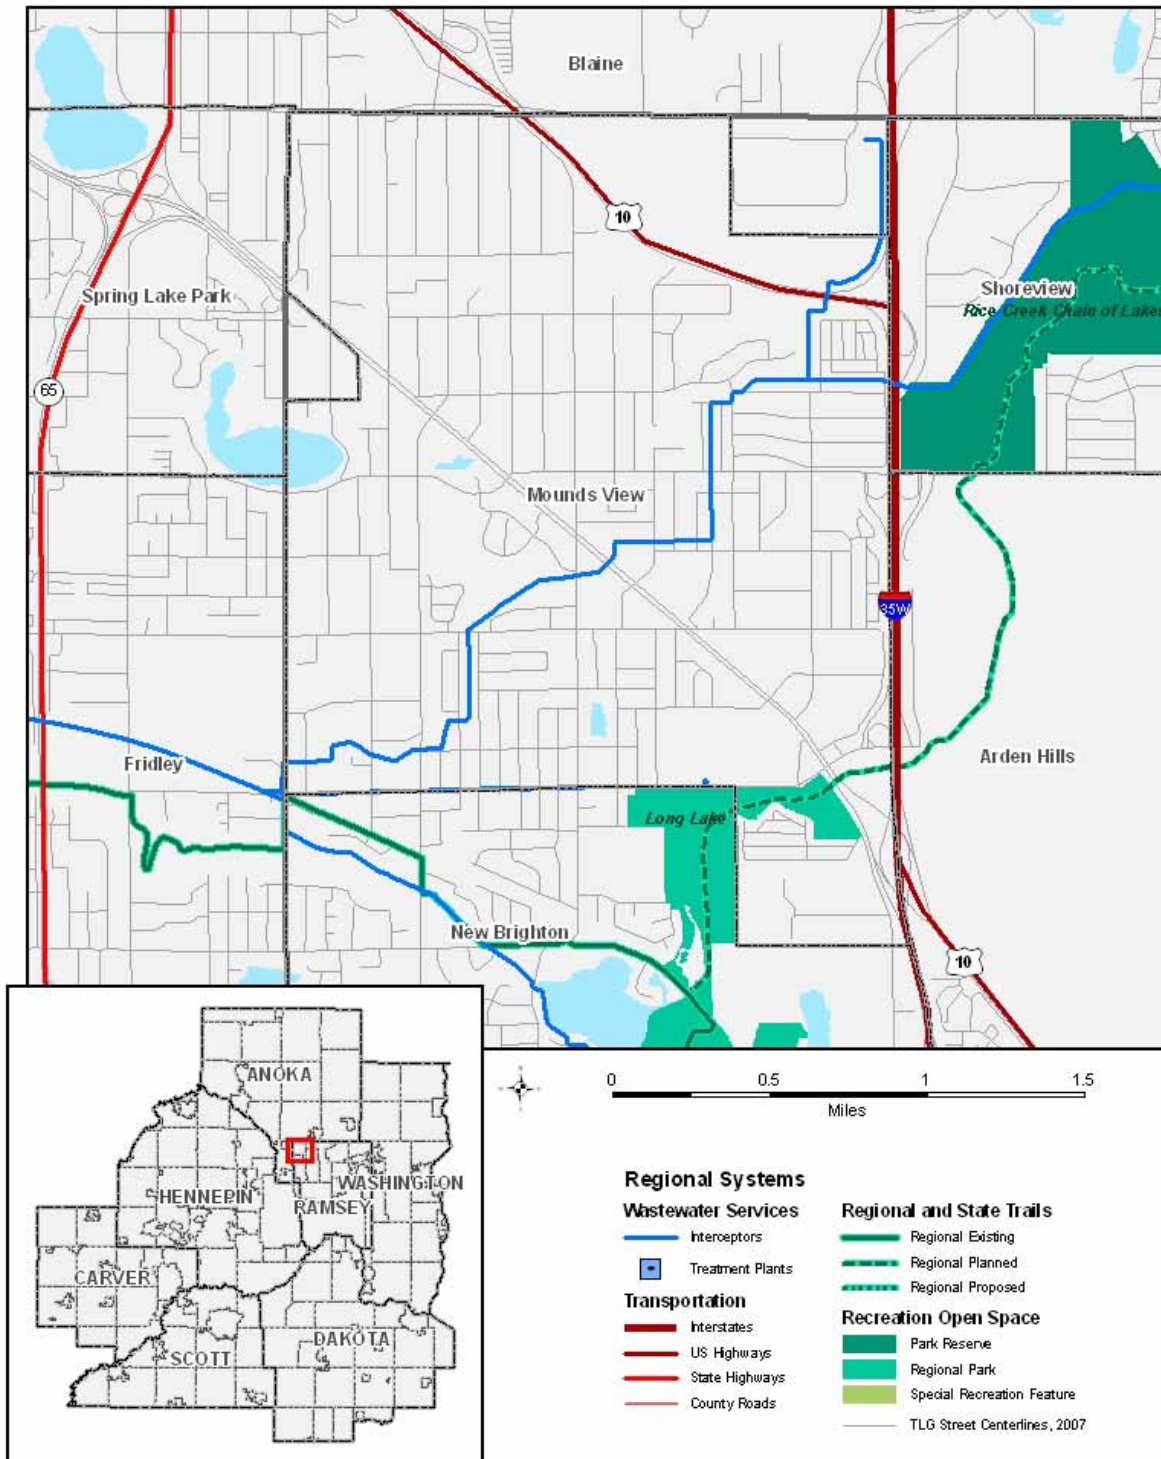 Blaine
10
Spring Lake Park
Shoreview
Rice Creek Chain of Lakes
65
Mounds View
35W
Fridley
Arden Hills
Long Lake
New Brighton
10
ANOKA
HENNEPIN
WASHINGTON
RAMSEY
CARVER
SCOTT
DAKOTA
0 0.5 1 1.5
Miles
Regional Systems
Wastewater Services
Interceptors
Treatment Plants
Transportation
Interstates
US Highways
State Highways
County Roads
Regional and State Trails
Regional Existing
Regional Planned
Regional Proposed
Recreation Open Space
Park Reserve
Regional Park
Special Recreation Feature
TLG Street Centerlines, 2007